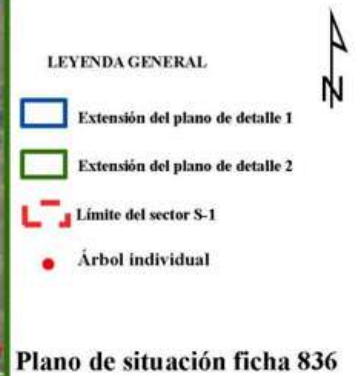 N
LEYENDA GENERAL
Extensión del plano de detalle 1
Extensión del plano de detalle 2
Límite del sector S-1
Árbol individual
Plano de situación ficha 836